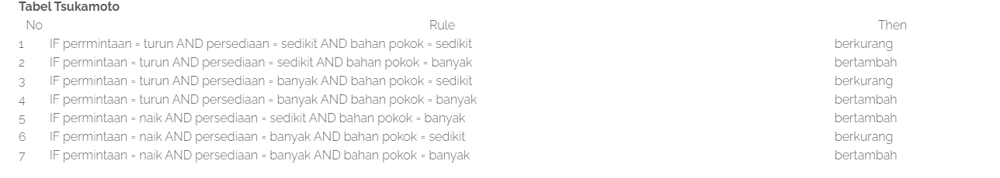 Tabel Tsukamoto
No Rule Then
1 IF perrmintaan = turun AND persediaan = sedikit AND bahan pokok = sedikit berkurang
2 IF permintaan = turun AND persediaan = sedikit AND bahan pokok = banyak bertambah
3 IF permintaan = turun AND persediaan = banyak AND bahan pokok = sedikit berkurang
4 IF permintaan = turun AND persediaan = banyak AND bahan pokok = banyak bertambah
5 IF permintaan = naik AND persediaan = sedikit AND bahan pokok = banyak bertambah
6 IF permintaan = naik AND persediaan = banyak AND bahan pokok = sedikit berkurang
7 IF permintaan = naik AND persediaan = banyak AND bahan pokok = banyak bertambah